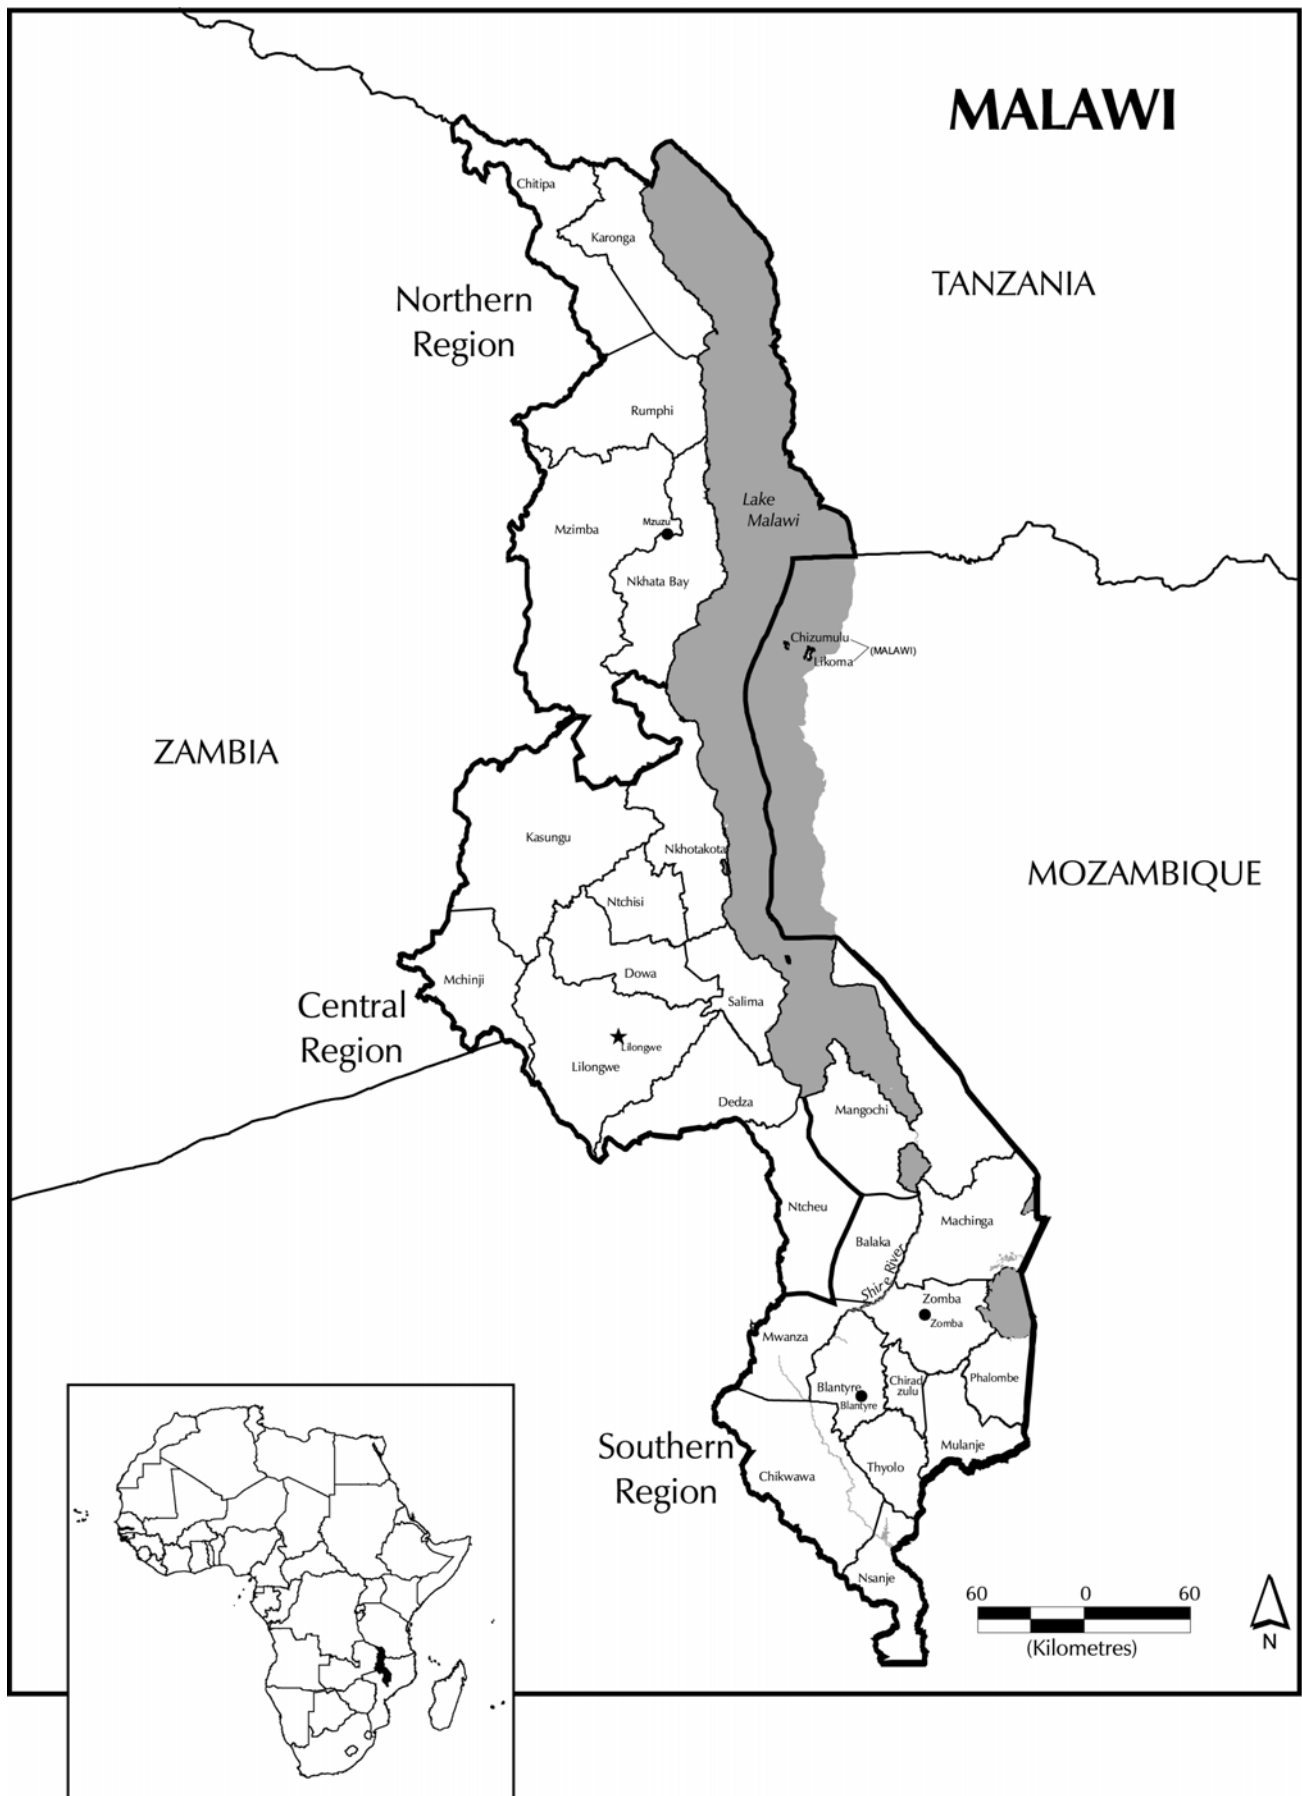 MALAWI
Chitipa
Karonga
TANZANIA
Northern
Region
Rumphi
Lake
Malawi
Mzuzu
Mzimba
Nkhata Bay
Chizumulu
(MALAWI)
Likoma
ZAMBIA
Kasungu
Nkhotakota
MOZAMBIQUE
Ntchisi
Dowa
Mchinji
Central
Region
Salima
Lilongwe
Lilongwe
Dedza
Mangochi
Ntcheu
Machinga
Balaka
Shire River
Zomba
Zomba
Mwanza
Phalombe
Chirad
zulu
Blantyre
Blantyre
Southern
Region
Mulanje
Thyolo
Chikwawa
Nsanje
60 0 60
(Kilometres)
N